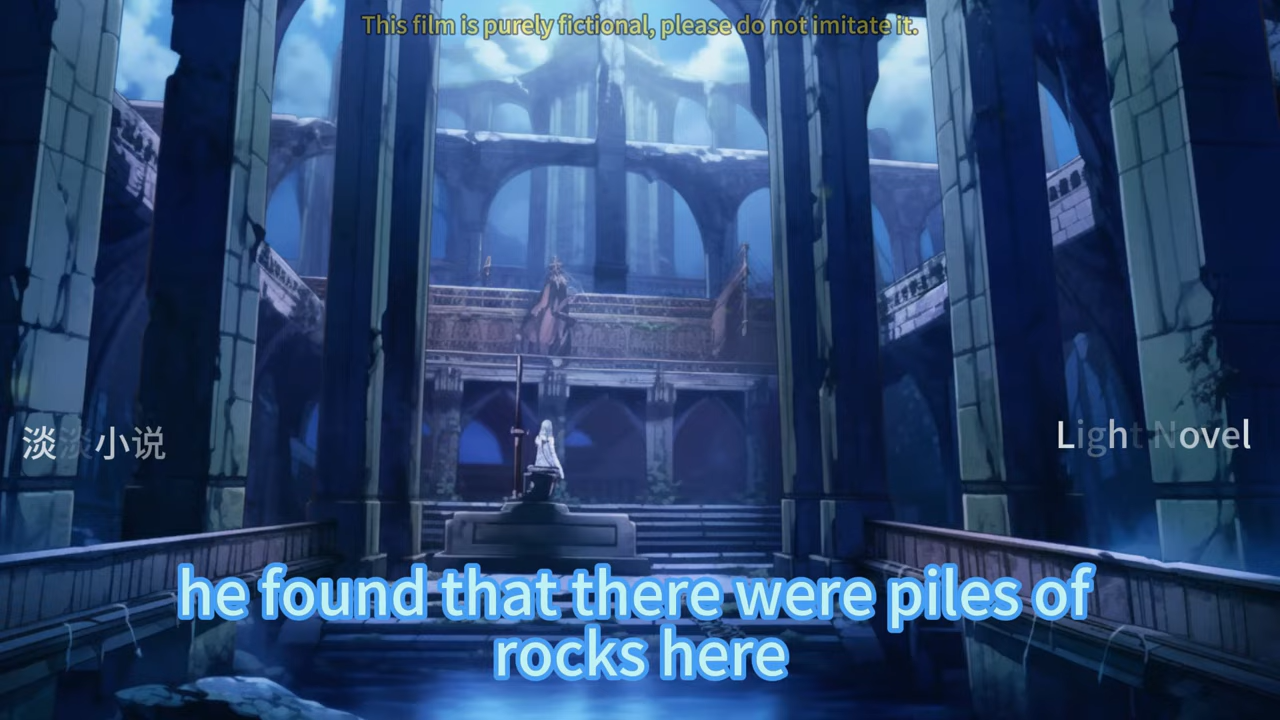 This film is purely fictional, please do not imitate it.
淡淡小说
Light Novel
he found that there were piles of
rocks here